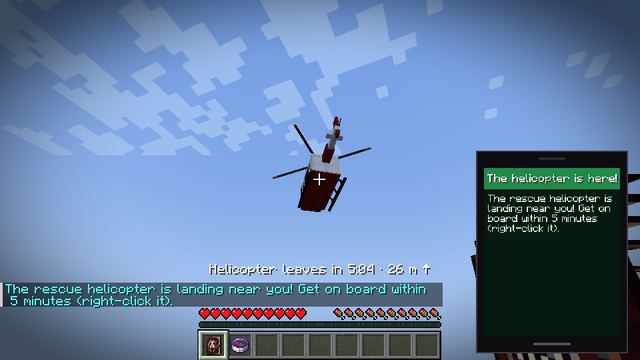 The helicopter is here!
The rescue helicopter is
landing near you! Get on
board within 5 minutes
(right-click it).
Helicopter leaves in 5:04 · 26 m ↑
The rescue helicopter is landing near you! Get on board within
5 minutes (right-click it).